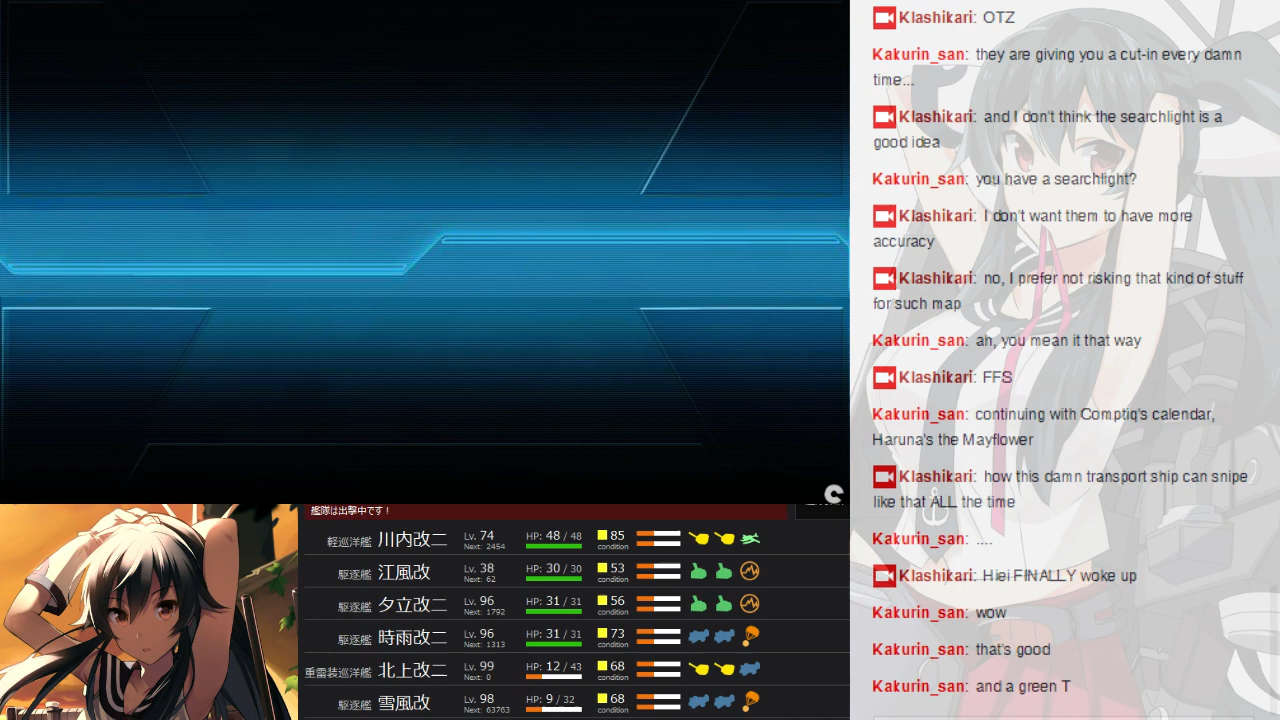 艦隊は出撃中です！
軽巡洋艦 川内改二 Lv. 74 Next: 2454 HP: 48 / 48 85 condition
駆逐艦 江風改 Lv. 38 Next: 62 HP: 30 / 30 53 condition
駆逐艦 夕立改二 Lv. 96 Next: 1792 HP: 31 / 31 56 condition
駆逐艦 時雨改二 Lv. 96 Next: 1313 HP: 31 / 31 73 condition
重雷装巡洋艦 北上改二 Lv. 99 Next: 0 HP: 12 / 43 68 condition
駆逐艦 雪風改 Lv. 98 Next: 63763 HP: 9 / 32 68 condition
Klashikari: OTZ
Kakurin_san: they are giving you a cut-in every damn
time...
Klashikari: and I don't think the searchlight is a
good idea
Kakurin_san: you have a searchlight?
Klashikari: I don't want them to have more
accuracy
Klashikari: no, I prefer not risking that kind of stuff
for such map
Kakurin_san: ah, you mean it that way
Klashikari: FFS
Kakurin_san: continuing with Comptiq's calendar,
Haruna's the Mayflower
Klashikari: how this damn transport ship can snipe
like that ALL the time
Kakurin_san: ....
Klashikari: Hiei FINALLY woke up
Kakurin_san: wow
Kakurin_san: that's good
Kakurin_san: and a green T